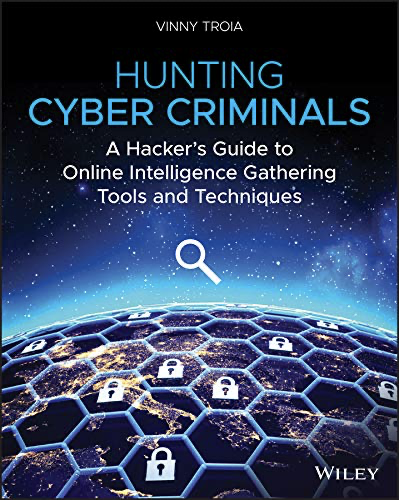 VINNY TROIA
HUNTING
CYBER CRIMINALS
A Hacker's Guide to
Online Intelligence Gathering
Tools and Techniques
WILEY